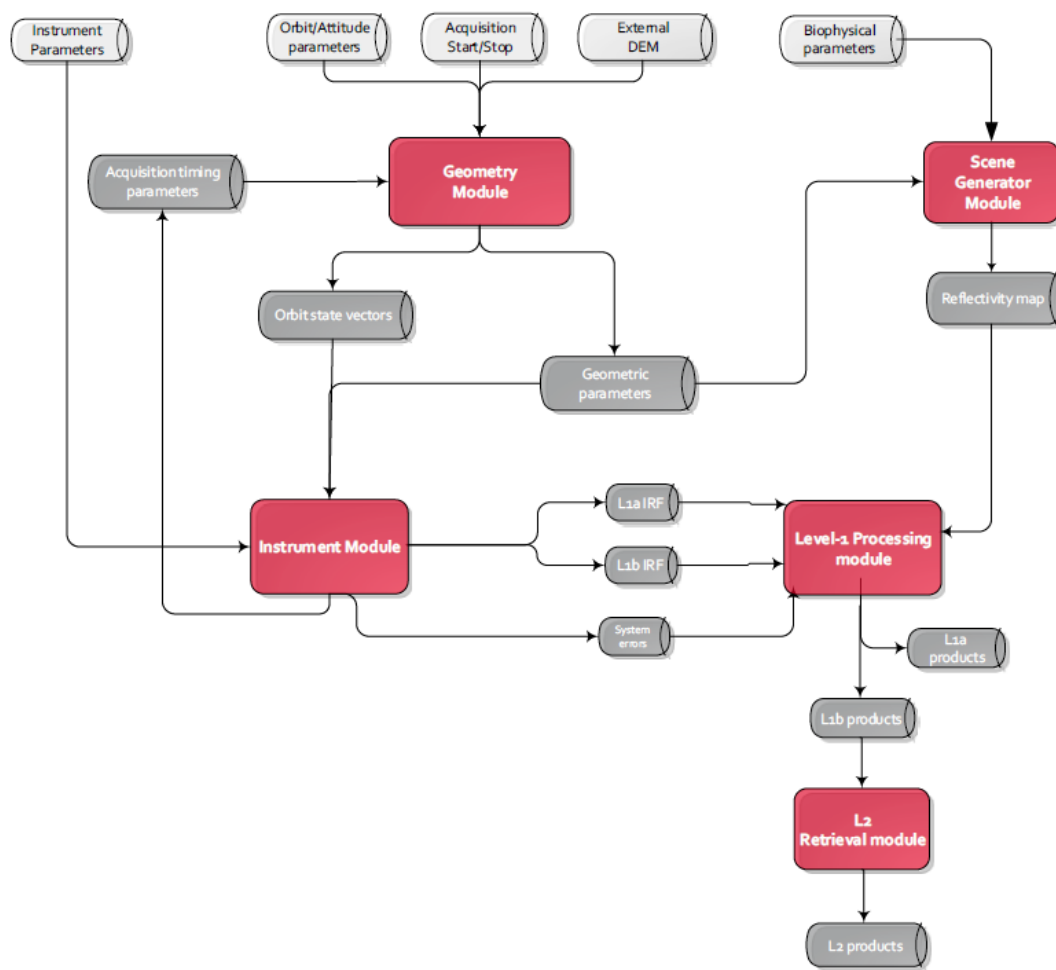 Instrument
Parameters
Orbit/Attitude
parameters
Acquisition
Start/Stop
External
DEM
Biophysical
parameters
Acquisition timing
parameters
Geometry
Module
Scene
Generator
Module
Orbit state vectors
Reflectivity map
Geometric
parameters
Instrument Module
L1a IRF
L1b IRF
System
errors
Level-1 Processing
module
L1a
products
L1b products
L2
Retrieval module
L2 products